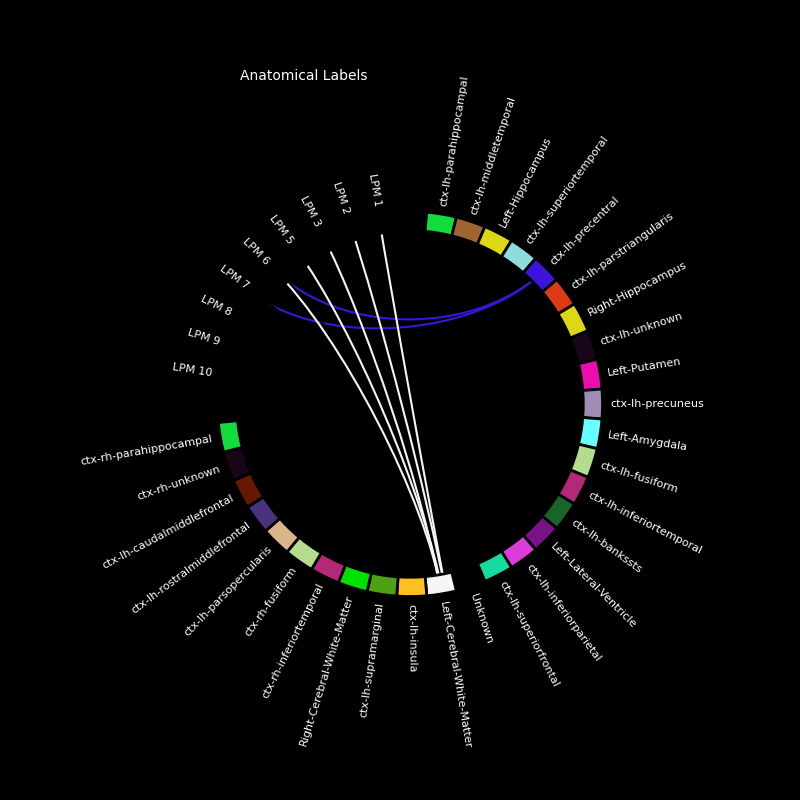 Anatomical Labels
ctx-lh-parahippocampal
ctx-lh-middletemporal
Left-Hippocampus
ctx-lh-superiortemporal
ctx-lh-precentral
ctx-lh-parstriangularis
Right-Hippocampus
ctx-lh-unknown
Left-Putamen
ctx-lh-precuneus
Left-Amygdala
ctx-lh-fusiform
ctx-lh-inferiortemporal
ctx-lh-bankssts
Left-Lateral-Ventricle
ctx-lh-inferiorparietal
ctx-lh-superiorfrontal
Unknown
Left-Cerebral-White-Matter
ctx-lh-insula
ctx-lh-supramarginal
Right-Cerebral-White-Matter
ctx-rh-inferiortemporal
ctx-rh-fusiform
ctx-lh-parsopercularis
ctx-lh-rostralmiddlefrontal
ctx-lh-caudalmiddlefrontal
ctx-rh-unknown
ctx-rh-parahippocampal
LPM 10
LPM 9
LPM 8
LPM 7
LPM 6
LPM 5
LPM 3
LPM 2
LPM 1